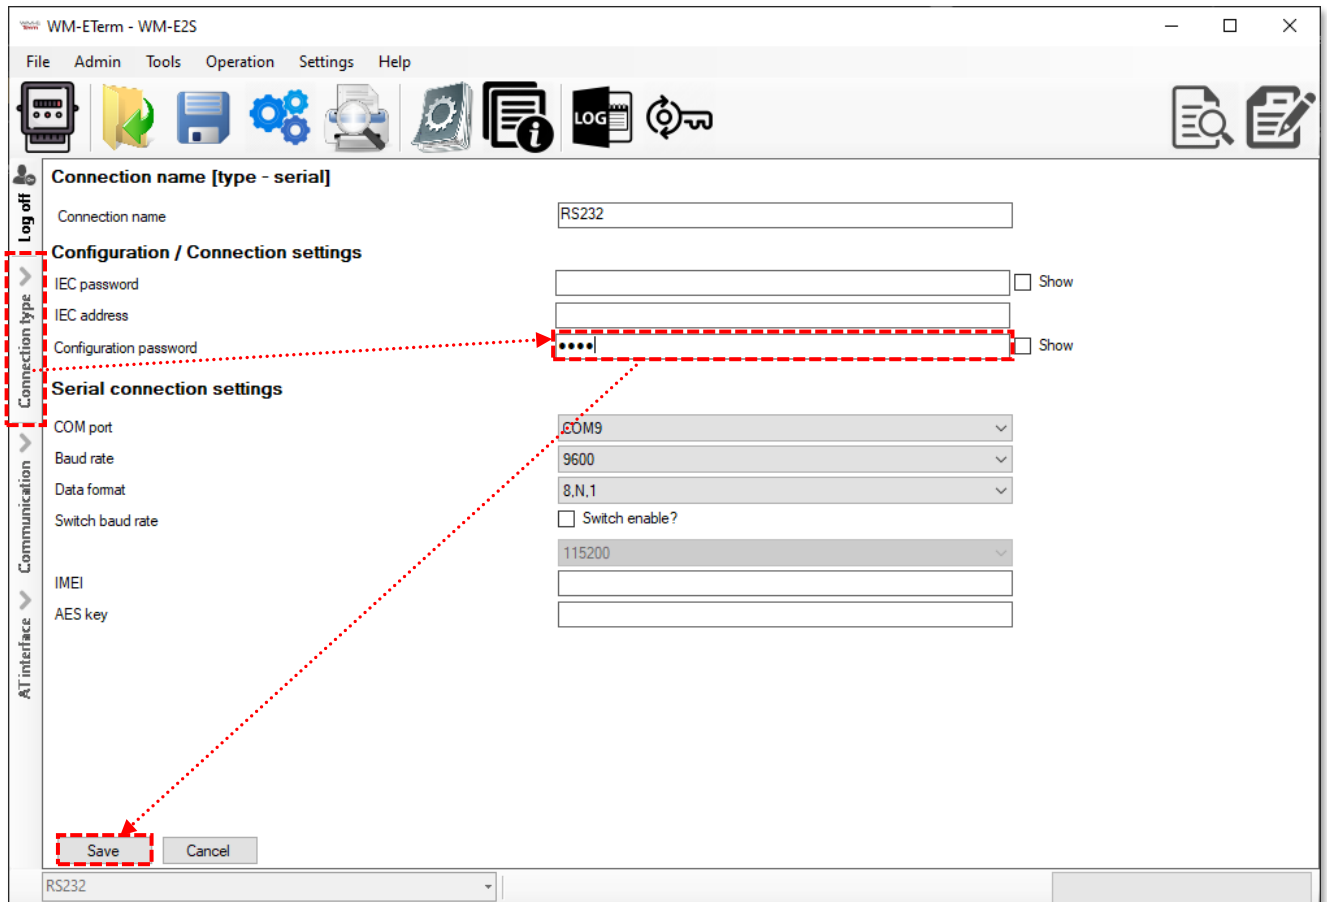 WM-ETerm - WM-E2S
File Admin Tools Operation Settings Help
LOG
Log off
Connection type
Communication
AT interface
Connection name [type - serial]
Connection name RS232
Configuration / Connection settings
IEC password Show
IEC address
Configuration password •••• Show
Serial connection settings
COM port COM9
Baud rate 9600
Data format 8,N,1
Switch baud rate Switch enable?
115200
IMEI
AES key
Save Cancel
RS232